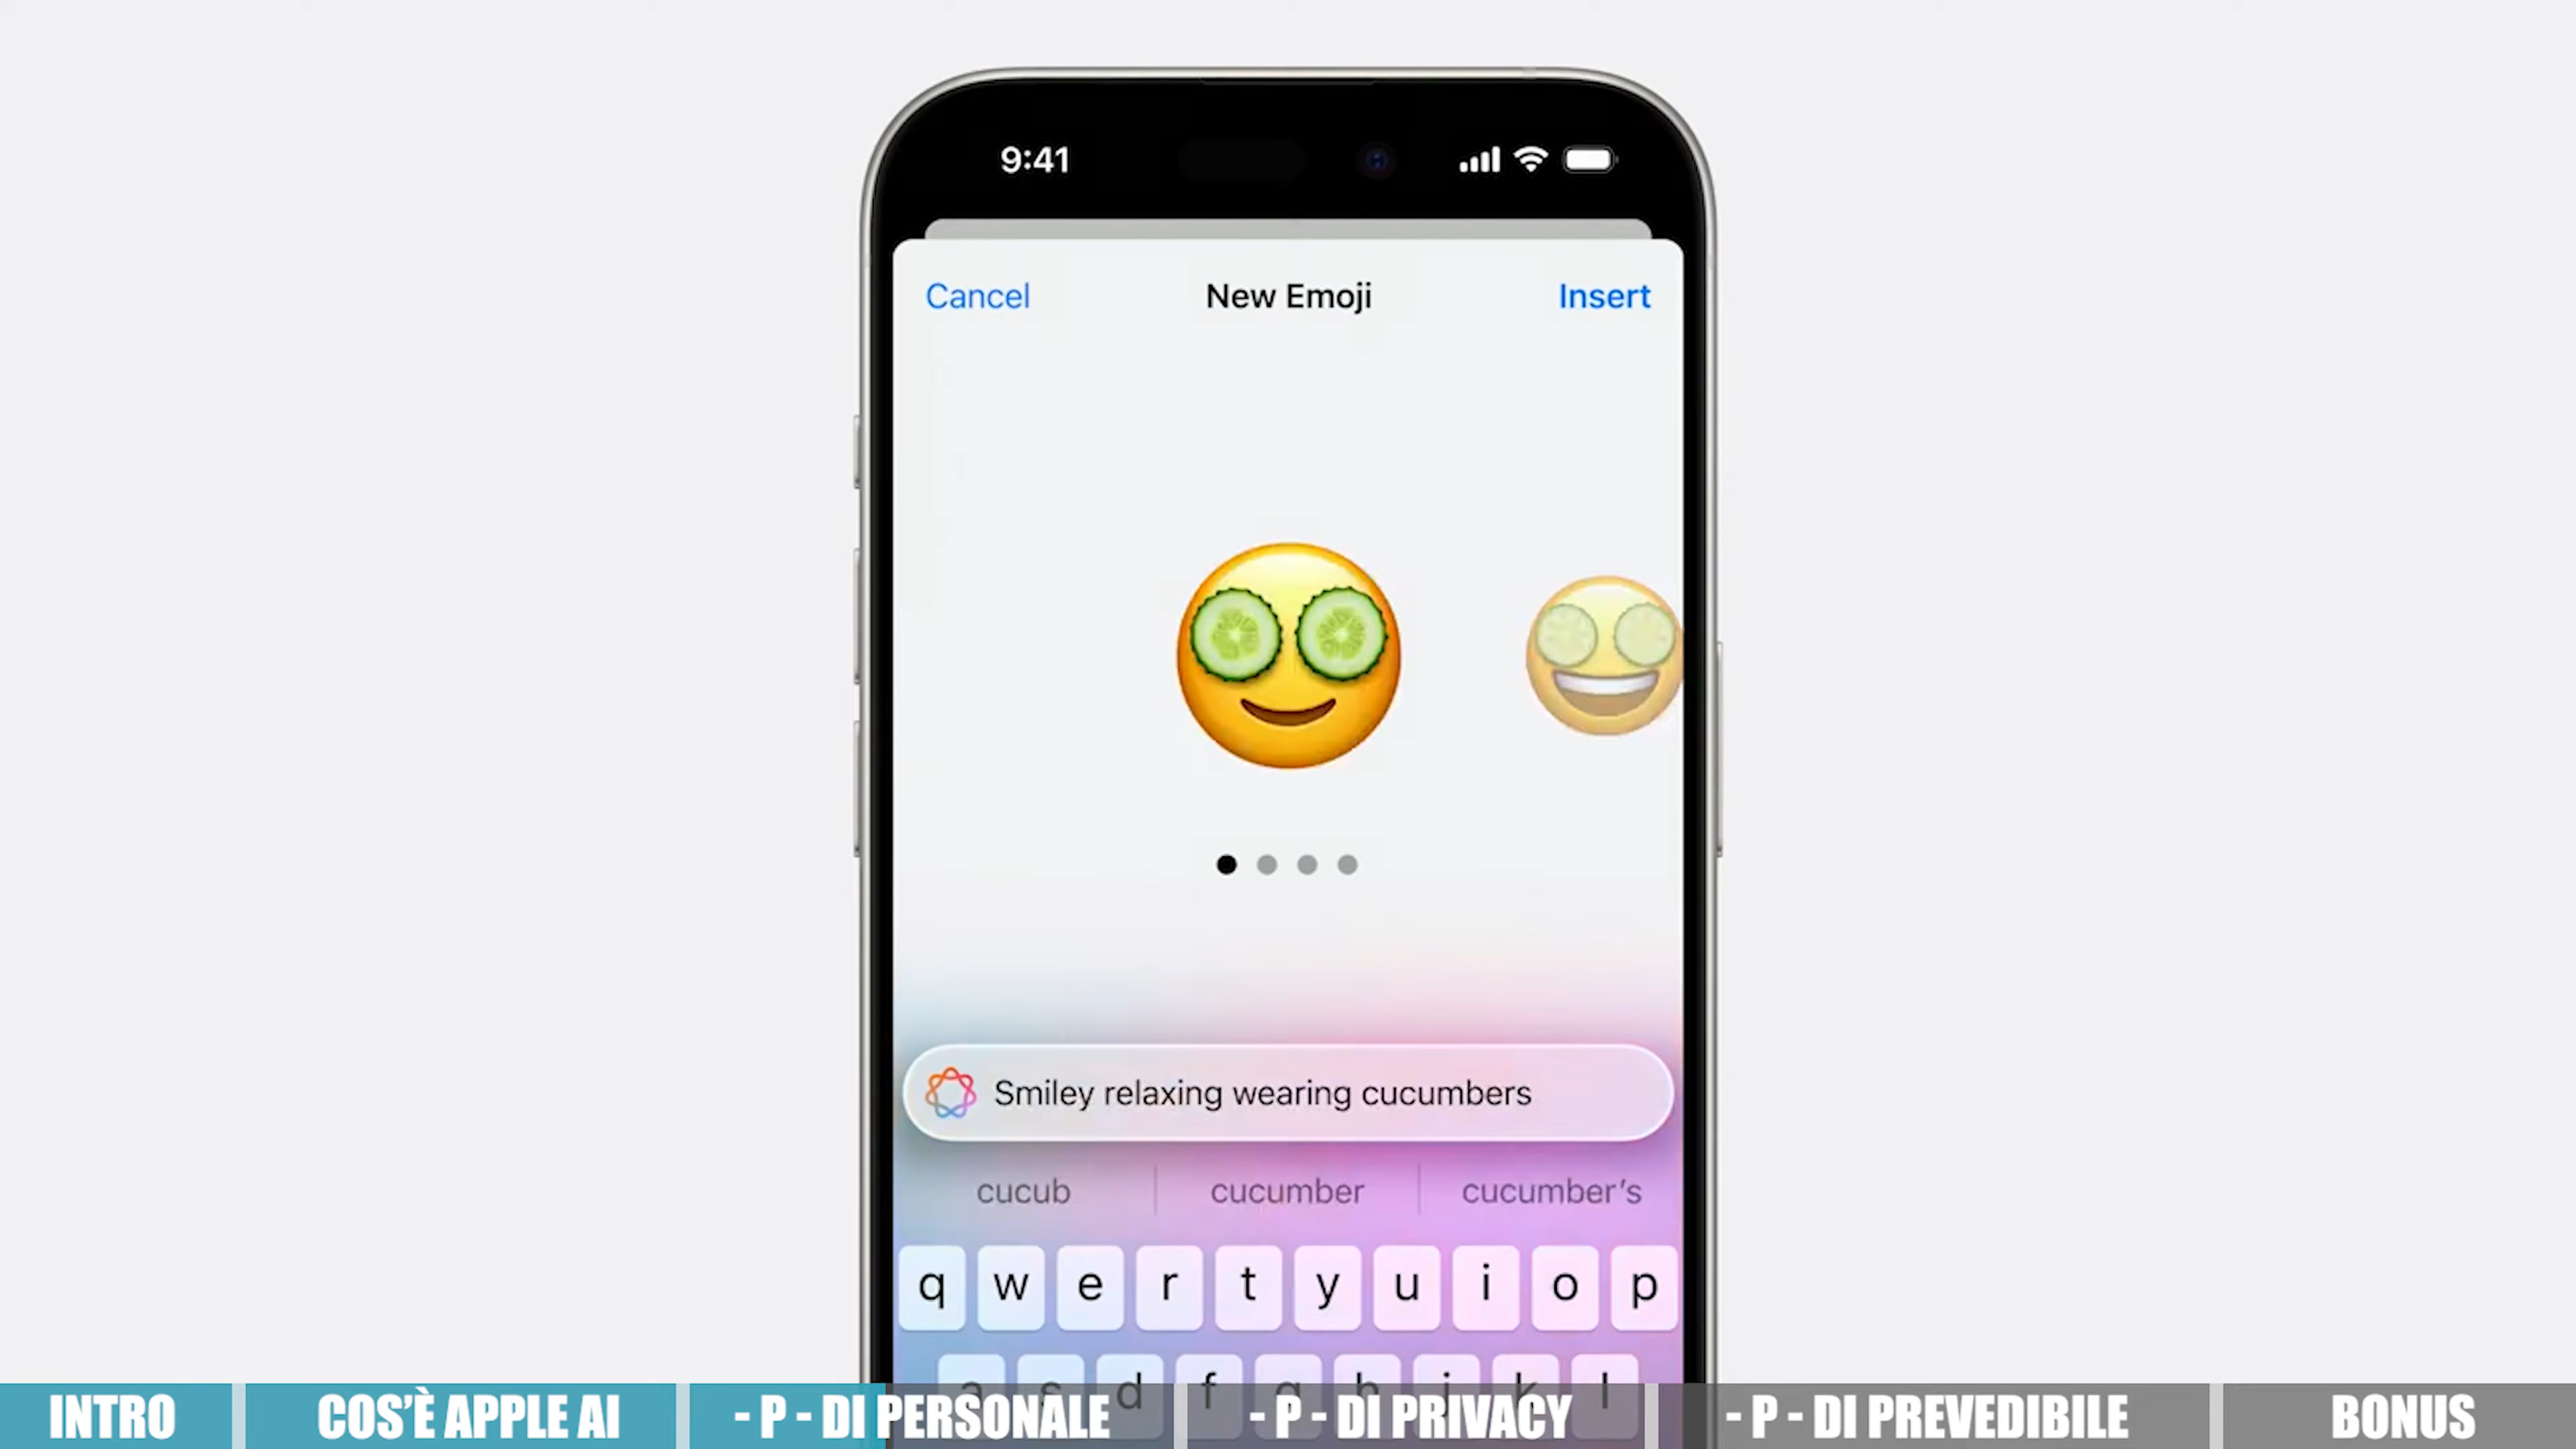 9:41
Cancel New Emoji Insert
Smiley relaxing wearing cucumbers
cucub cucumber cucumber's
q w e r t y u i o p
a s d f g h j k l
INTRO COS'È APPLE AI - P - DI PERSONALE - P - DI PRIVACY - P - DI PREVEDIBILE BONUS